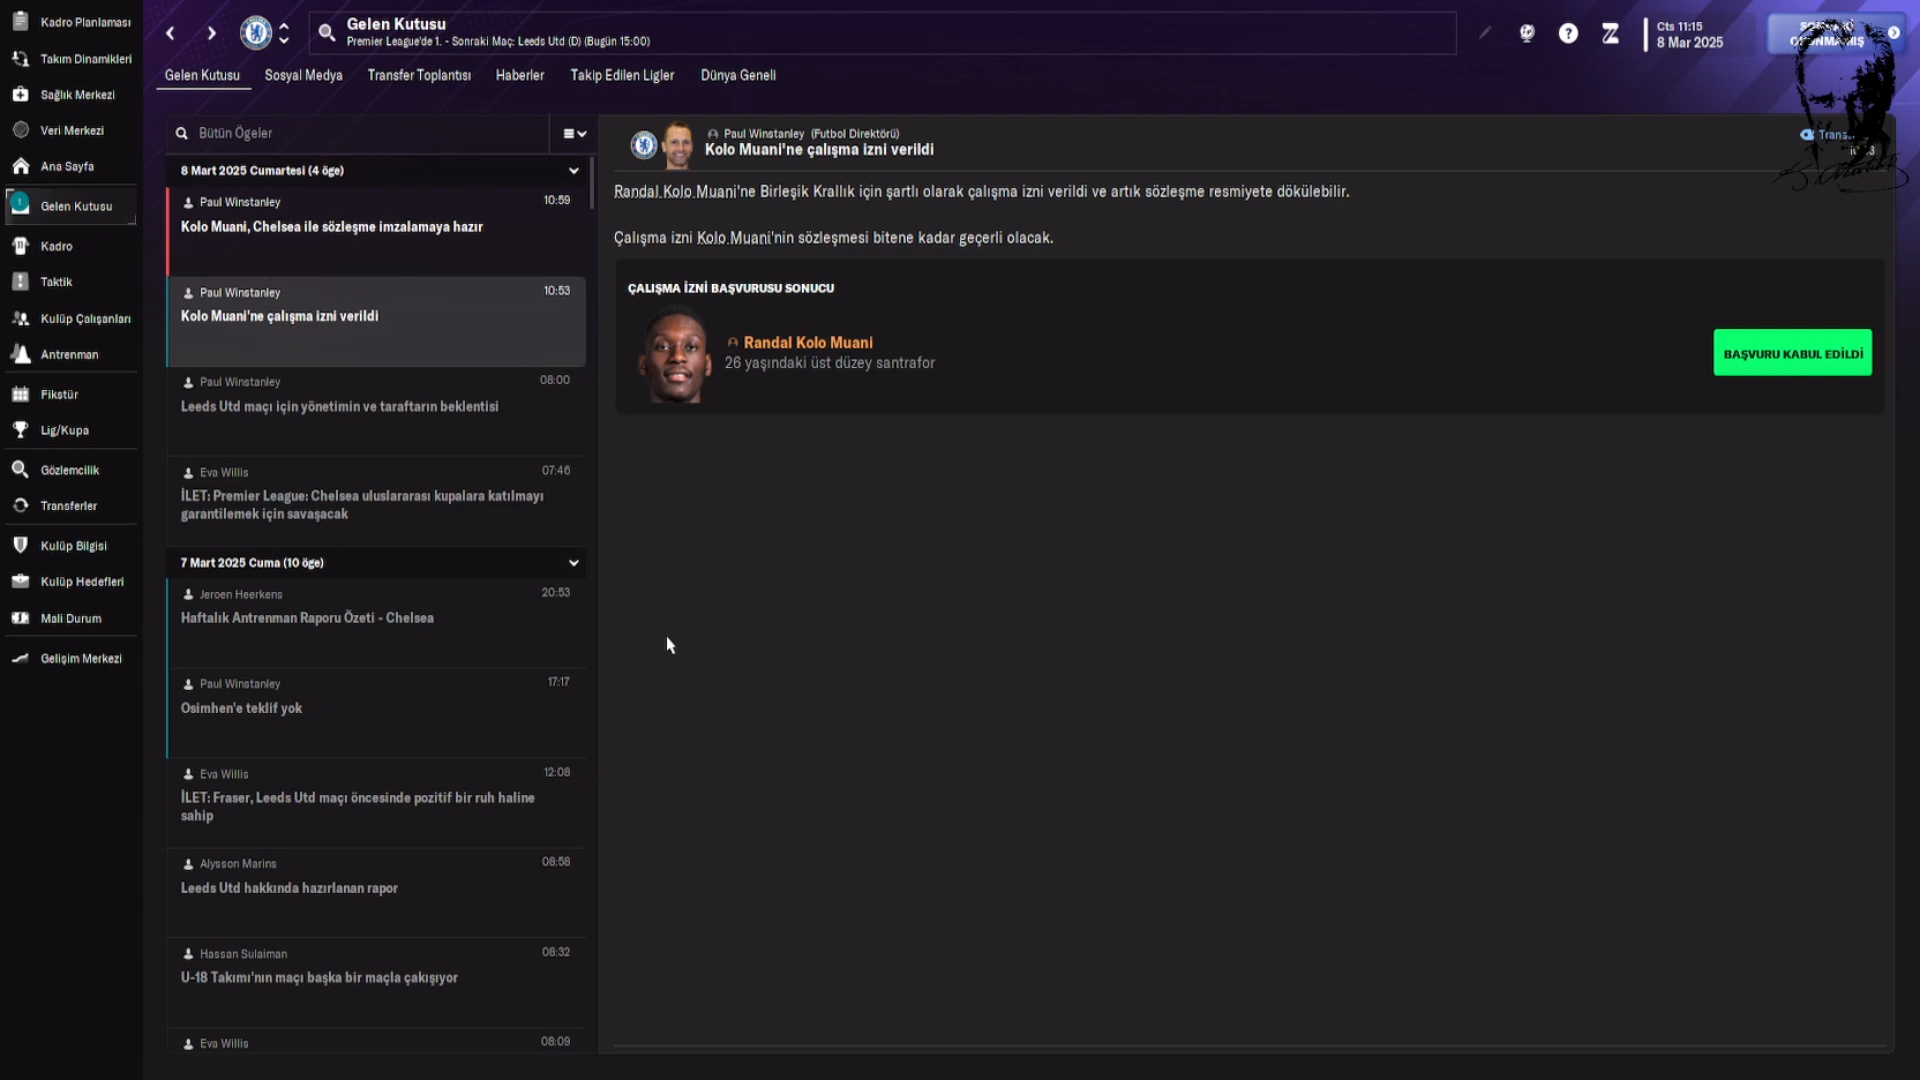 Kadro Planlaması
Takım Dinamikleri
Sağlık Merkezi
Veri Merkezi
Ana Sayfa
1
Gelen Kutusu
Kadro
Taktik
Kulüp Çalışanları
Antrenman
Fikstür
Lig/Kupa
Gözlemcilik
Transferler
Kulüp Bilgisi
Kulüp Hedefleri
Mali Durum
Gelişim Merkezi
Gelen Kutusu
Premier League'de 1. - Sonraki Maç: Leeds Utd (D) (Bugün 15:00)
Cts 11:15
8 Mar 2025
Gelen Kutusu
Sosyal Medya
Transfer Toplantısı
Haberler
Takip Edilen Ligler
Dünya Geneli
Bütün Ögeler
8 Mart 2025 Cumartesi (4 öge)
Paul Winstanley 10:59
Kolo Muani, Chelsea ile sözleşme imzalamaya hazır
Paul Winstanley 10:53
Kolo Muani'ne çalışma izni verildi
Paul Winstanley 08:00
Leeds Utd maçı için yönetimin ve taraftarın beklentisi
Eva Willis 07:46
İLET: Premier League: Chelsea uluslararası kupalara katılmayı
garantilemek için savaşacak
7 Mart 2025 Cuma (10 öge)
Jeroen Heerkens 20:53
Haftalık Antrenman Raporu Özeti - Chelsea
Paul Winstanley 17:17
Osimhen'e teklif yok
Eva Willis 12:08
İLET: Fraser, Leeds Utd maçı öncesinde pozitif bir ruh haline
sahip
Alysson Marins 08:58
Leeds Utd hakkında hazırlanan rapor
Hassan Sulaiman 08:32
U-18 Takımı'nın maçı başka bir maçla çakışıyor
Eva Willis 08:09
Paul Winstanley (Futbol Direktörü)
Kolo Muani'ne çalışma izni verildi
Randal Kolo Muani'ne Birleşik Krallık için şartlı olarak çalışma izni verildi ve artık sözleşme resmiyete dökülebilir.
Çalışma izni Kolo Muani'nin sözleşmesi bitene kadar geçerli olacak.
ÇALIŞMA İZNİ BAŞVURUSU SONUCU
Randal Kolo Muani
26 yaşındaki üst düzey santrafor
BAŞVURU KABUL EDİLDİ